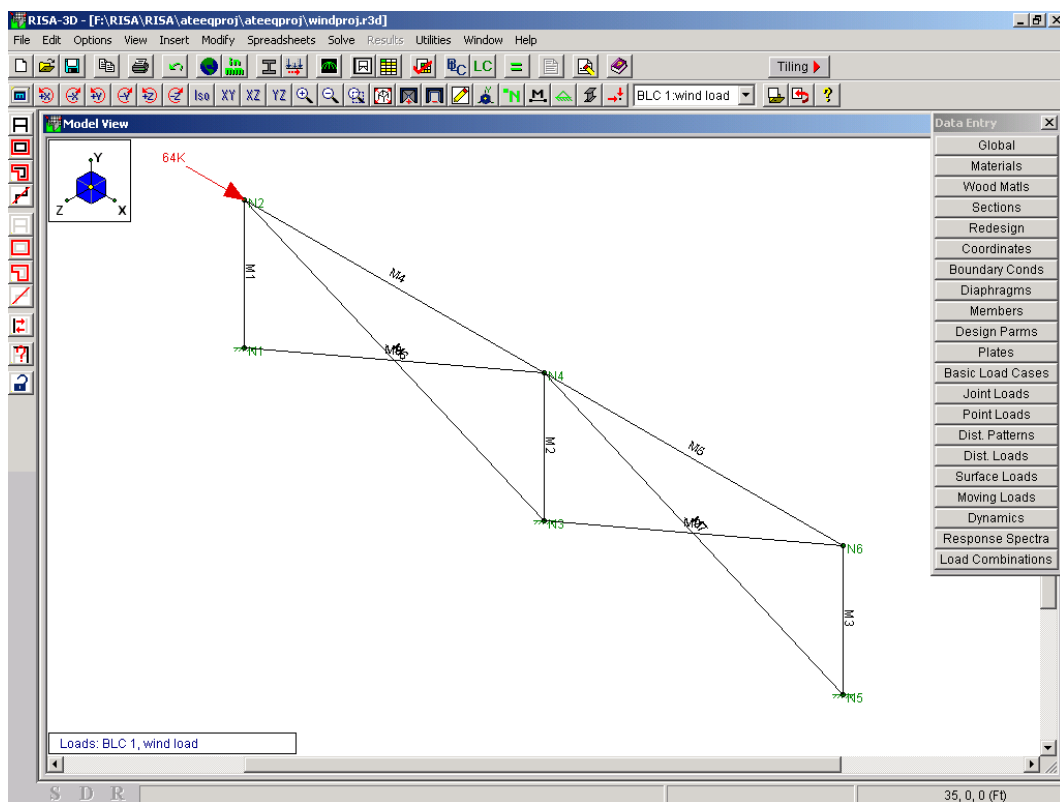 RISA-3D - [F:\RISA\RISA\ateeqproj\ateeqproj\windproj.r3d]
File Edit Options View Insert Modify Spreadsheets Solve Results Utilities Window Help
LC = Tiling
Iso XY XZ YZ BLC 1:wind load
Model View
Data Entry
Global
Materials
Wood Matls
Sections
Redesign
Coordinates
Boundary Conds
Diaphragms
Members
Design Parms
Plates
Basic Load Cases
Joint Loads
Point Loads
Dist. Patterns
Dist. Loads
Surface Loads
Moving Loads
Dynamics
Response Spectra
Load Combinations
Y
Z X
64K
N2
M1
M4
N1
N4
M2
N3
N6
M3
N5
Loads: BLC 1, wind load
S D R 35, 0, 0 (Ft)